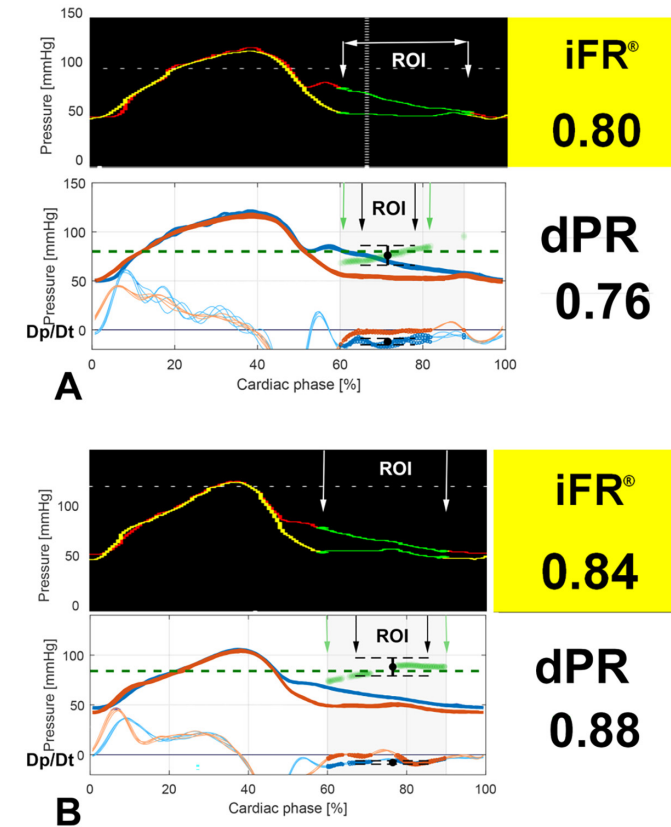 150
100
50
0
Pressure [mmHg]
ROI
iFR®
0.80
150
100
50
0
Pressure [mmHg]
Dp/Dt
ROI
0 20 40 60 80 100
Cardiac phase [%]
dPR
0.76
A
100
50
0
Pressure [mmHg]
ROI
iFR®
0.84
100
50
0
Pressure [mmHg]
Dp/Dt
ROI
0 20 40 60 80 100
Cardiac phase [%]
dPR
0.88
B